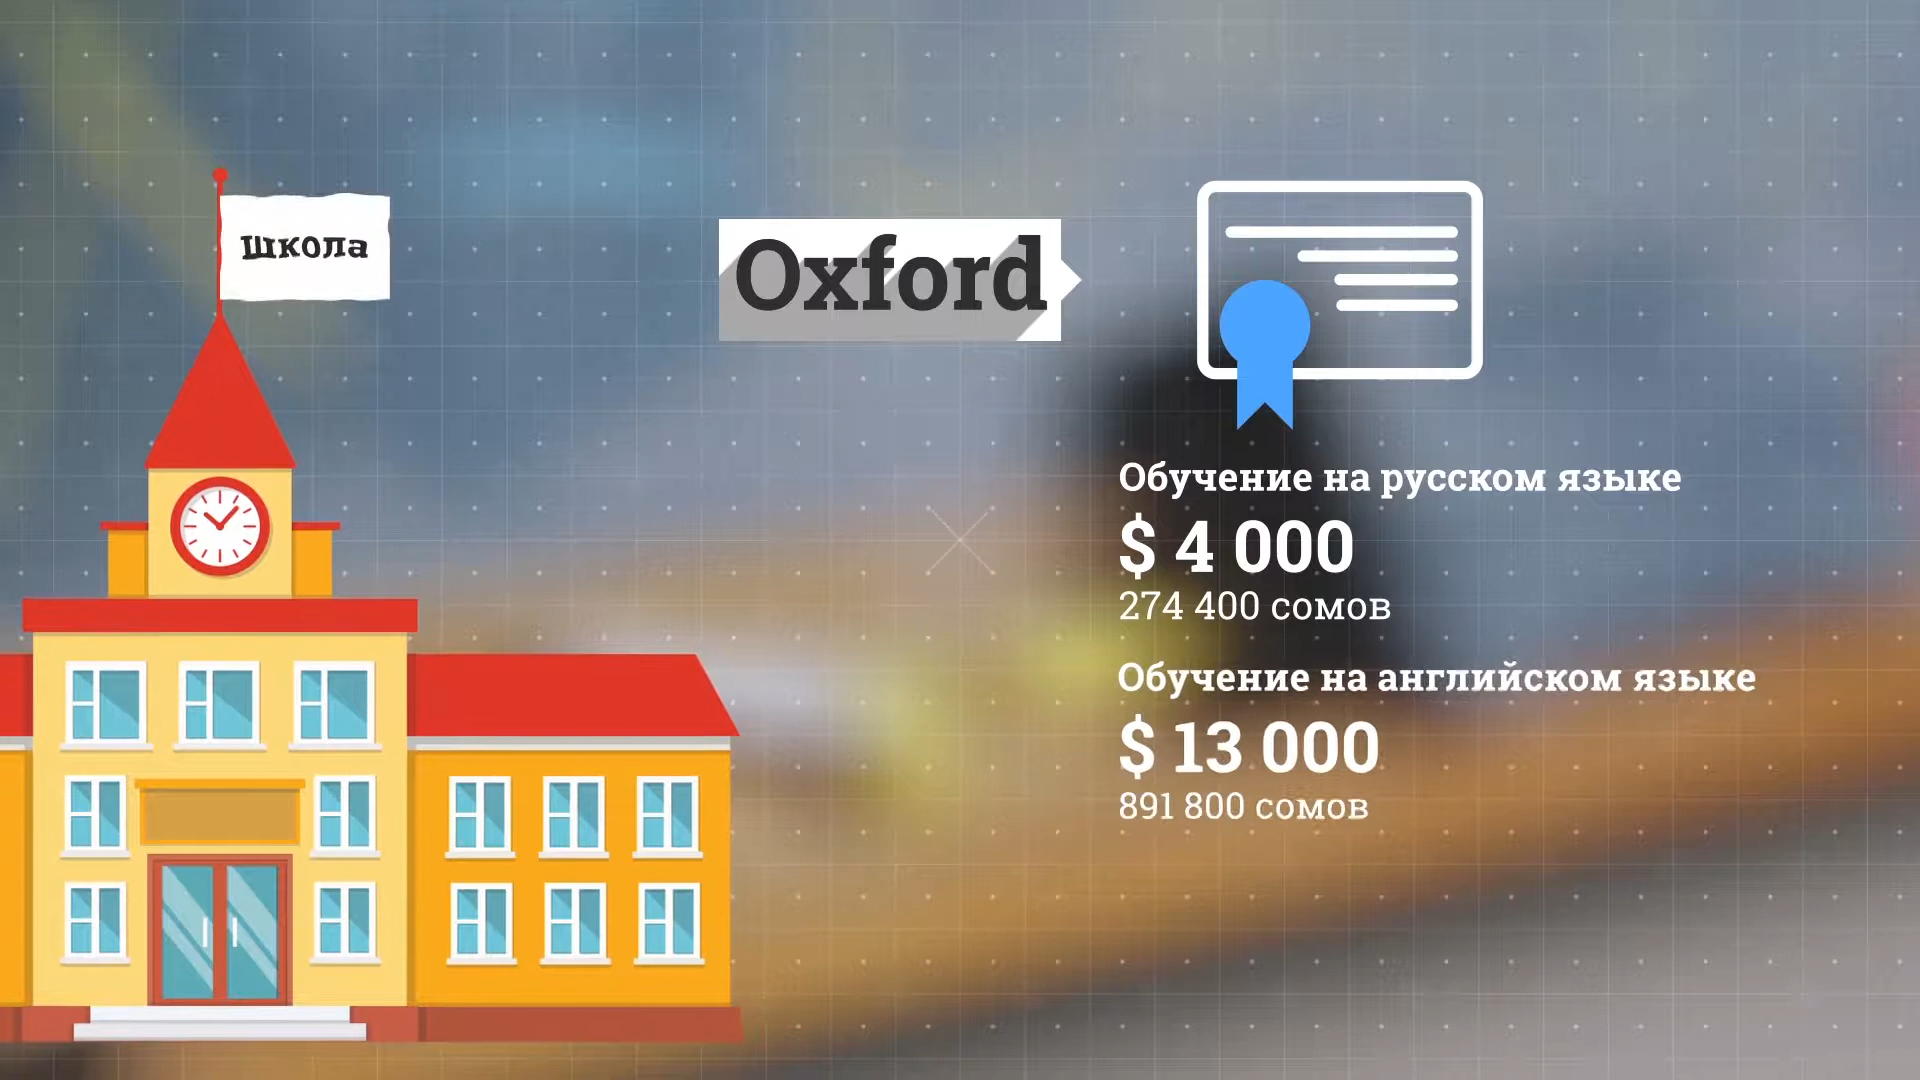 Школа
Oxford
Обучение на русском языке
$ 4 000
274 400 сомов
Обучение на английском языке
$ 13 000
891 800 сомов